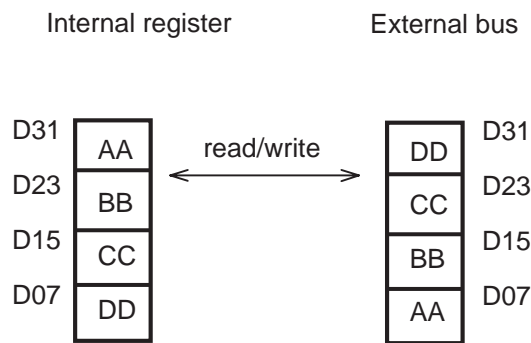 Internal register External bus
D31 AA read/write DD D31
D23 BB CC D23
D15 CC BB D15
D07 DD AA D07